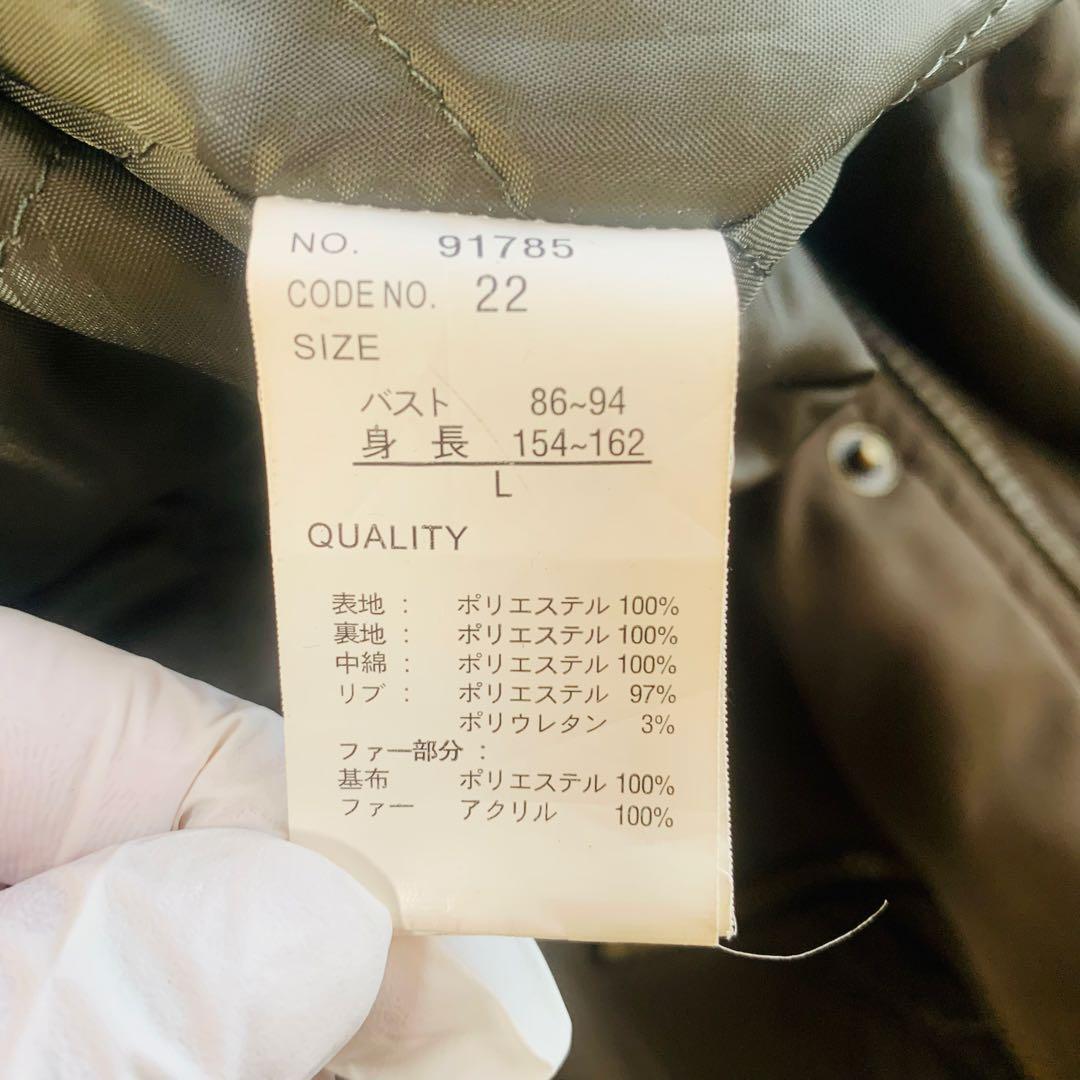 NO. 91785
CODE NO. 22
SIZE
バスト 86~94
身 長 154~162
L
QUALITY
表地 : ポリエステル 100%
裏地 : ポリエステル 100%
中綿 : ポリエステル 100%
リブ : ポリエステル 97%
ポリウレタン 3%
ファー部分 :
基布 ポリエステル 100%
ファー アクリル 100%